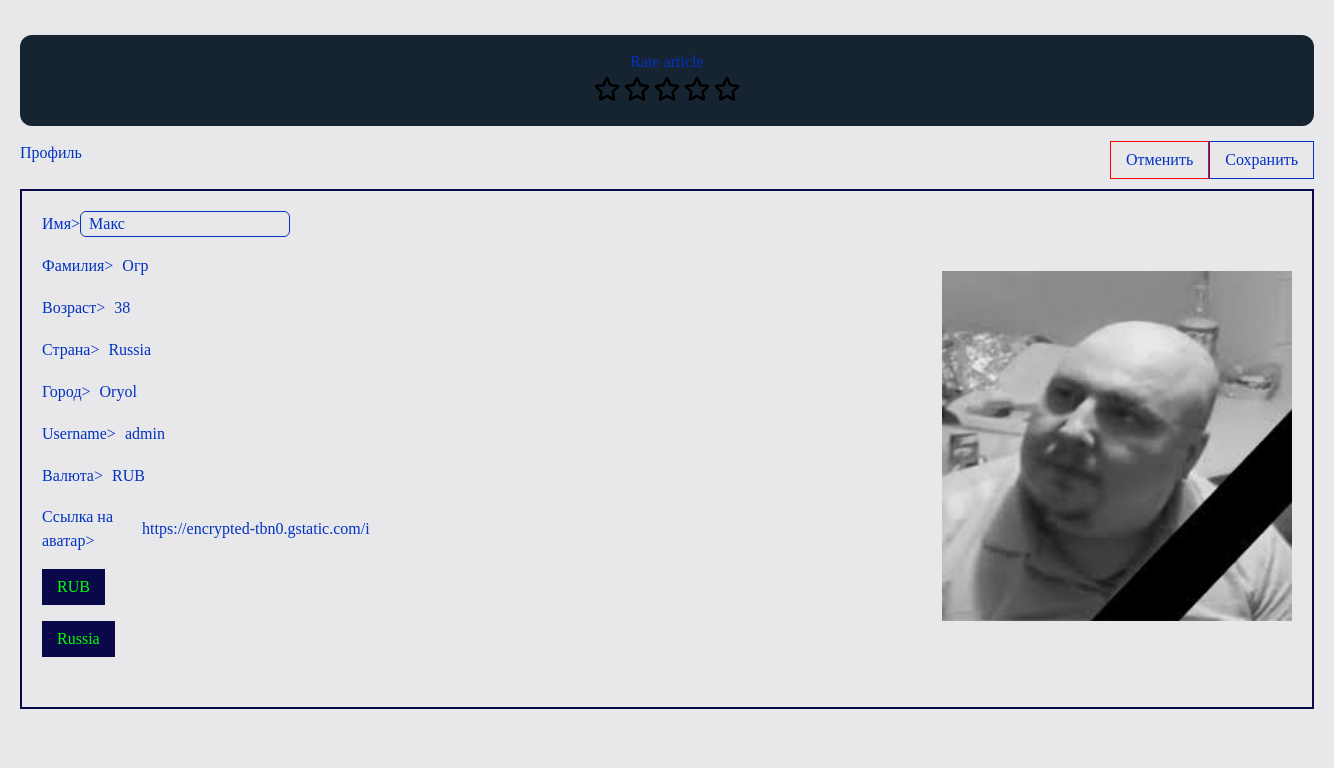 Rate article
Профиль
Отменить Сохранить
Имя> Макс
Фамилия> Огр
Возраст> 38
Страна> Russia
Город> Oryol
Username> admin
Валюта> RUB
Ссылка на
аватар> https://encrypted-tbn0.gstatic.com/i
RUB
Russia